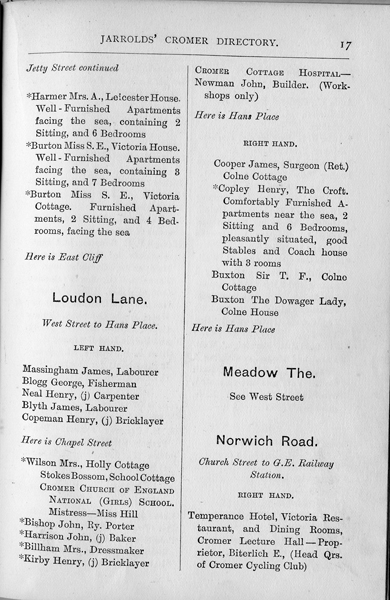 JARROLDS' CROMER DIRECTORY. 17
Jetty Street continued
*Harmer Mrs. A., Leicester House.
Well-Furnished Apartments
facing the sea, containing 2
Sitting, and 6 Bedrooms
*Burton Miss S. E., Victoria House.
Well-Furnished Apartments
facing the sea, containing 3
Sitting, and 7 Bedrooms
*Burton Miss S. E., Victoria
Cottage. Furnished Apart-
ments, 2 Sitting, and 4 Bed-
rooms, facing the sea
Here is East Cliff
Loudon Lane.
West Street to Hans Place.
LEFT HAND.
Massingham James, Labourer
Blogg George, Fisherman
Neal Henry, (j) Carpenter
Blyth James, Labourer
Copeman Henry, (j) Bricklayer
Here is Chapel Street
*Wilson Mrs., Holly Cottage
Stokes Bossom, School Cottage
CROMER CHURCH OF ENGLAND
NATIONAL (GIRLS) SCHOOL.
Mistress—Miss Hill
*Bishop John, Ry. Porter
*Harrison John, (j) Baker
*Billham Mrs., Dressmaker
*Kirby Henry, (j) Bricklayer
CROMER COTTAGE HOSPITAL—
Newman John, Builder. (Work-
shops only)
Here is Hans Place
RIGHT HAND.
Cooper James, Surgeon (Ret.)
Colne Cottage
*Copley Henry, The Croft.
Comfortably Furnished A-
partments near the sea, 2
Sitting and 6 Bedrooms,
pleasantly situated, good
Stables and Coach house
with 3 rooms
Buxton Sir T. F., Colne
Cottage
Buxton The Dowager Lady,
Colne House
Here is Hans Place
Meadow The.
See West Street
Norwich Road.
Church Street to G.E. Railway
Station.
RIGHT HAND.
Temperance Hotel, Victoria Res-
taurant, and Dining Rooms,
Cromer Lecture Hall—Prop-
rietor, Biterlich E., (Head Qrs.
of Cromer Cycling Club)